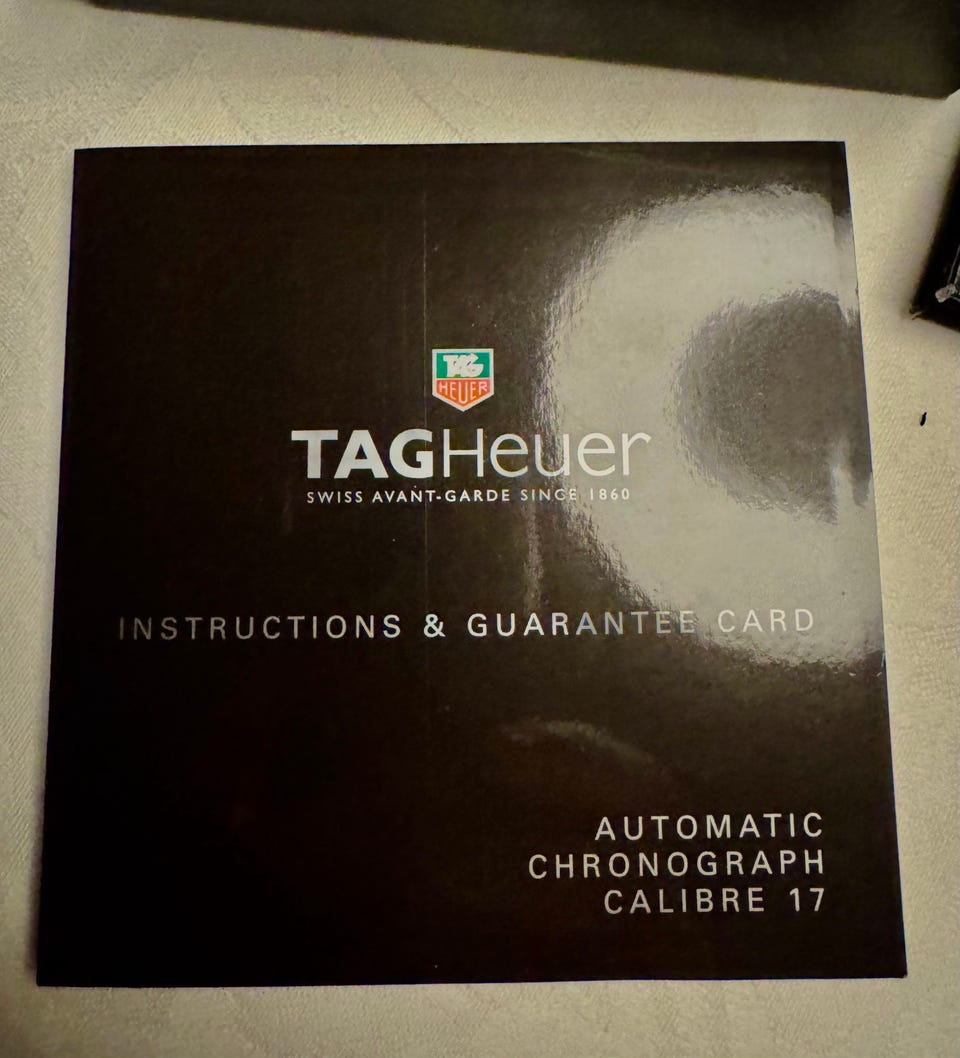 TAG
HEUER
TAGHeuer
SWISS AVANT-GARDE SINCE 1860
INSTRUCTIONS & GUARANTEE CARD
AUTOMATIC
CHRONOGRAPH
CALIBRE 17